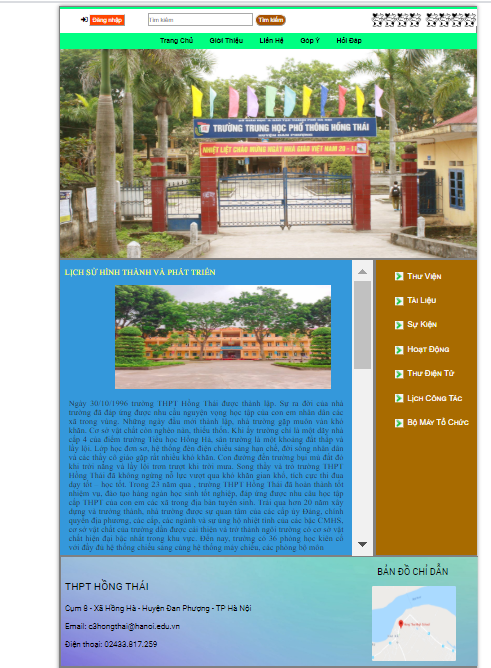 Đăng nhập
Tìm kiếm
Tìm kiếm
Trang Chủ Giới Thiệu Liên Hệ Góp Ý Hỏi Đáp
TRƯỜNG TRUNG HỌC PHỔ THÔNG HỒNG THÁI
HUYỆN ĐAN PHƯỢNG
NHIỆT LIỆT CHÀO MỪNG NGÀY NHÀ GIÁO VIỆT NAM 20 - 11
LỊCH SỬ HÌNH THÀNH VÀ PHÁT TRIỂN
Ngày 30/10/1996 trường THPT Hồng Thái được thành lập. Sự ra đời của nhà
trường đã đáp ứng được nhu cầu nguyện vọng học tập của con em nhân dân các
xã trong vùng. Những ngày đầu mới thành lập, nhà trường gặp muôn vàn khó
khăn. Cơ sở vật chất còn nghèo nàn, thiếu thốn. Khi ấy trường chỉ là một dãy nhà
cấp 4 của điểm trường Tiểu học Hồng Hà, sân trường là một khoảng đất thấp và
lầy lội. Lớp học đơn sơ, hệ thống đèn điện chiếu sáng hạn chế, đời sống nhân dân
và các thầy cô giáo gặp rất nhiều khó khăn. Con đường đến trường bụi mù đất đỏ
khi trời nắng và lầy lội trơn trượt khi trời mưa. Song thầy và trò trường THPT
Hồng Thái đã không ngừng nỗ lực vượt qua khó khăn gian khổ, tích cực thi đua
dạy tốt - học tốt. Trong 23 năm qua , trường THPT Hồng Thái đã hoàn thành tốt
nhiệm vụ, đào tạo hàng ngàn học sinh tốt nghiệp, đáp ứng được nhu cầu học tập
cấp THPT của con em các xã trong địa bàn tuyển sinh. Trải qua hơn 20 năm xây
dựng và trưởng thành, nhà trường được sự quan tâm của các cấp ủy Đảng, chính
quyền địa phương, các cấp, các ngành và sự ủng hộ nhiệt tình của các bậc CMHS,
cơ sở vật chất của trường dần được cải thiện và trở thành ngôi trường có cơ sở vật
chất hiện đại bậc nhất trong khu vực. Đến nay, trường có 36 phòng học kiên cố
với đầy đủ hệ thống chiếu sáng cùng hệ thống máy chiếu, các phòng bộ môn
Thư Viện
Tài Liệu
Sự Kiện
Hoạt Động
Thư Điện Tử
Lịch Công Tác
Bộ Máy Tổ Chức
THPT HỒNG THÁI
Cụm 8 - Xã Hồng Hà - Huyện Đan Phượng - TP Hà Nội
Email: c3hongthai@hanoi.edu.vn
Điện thoại: 02433.817.259
BẢN ĐỒ CHỈ DẪN